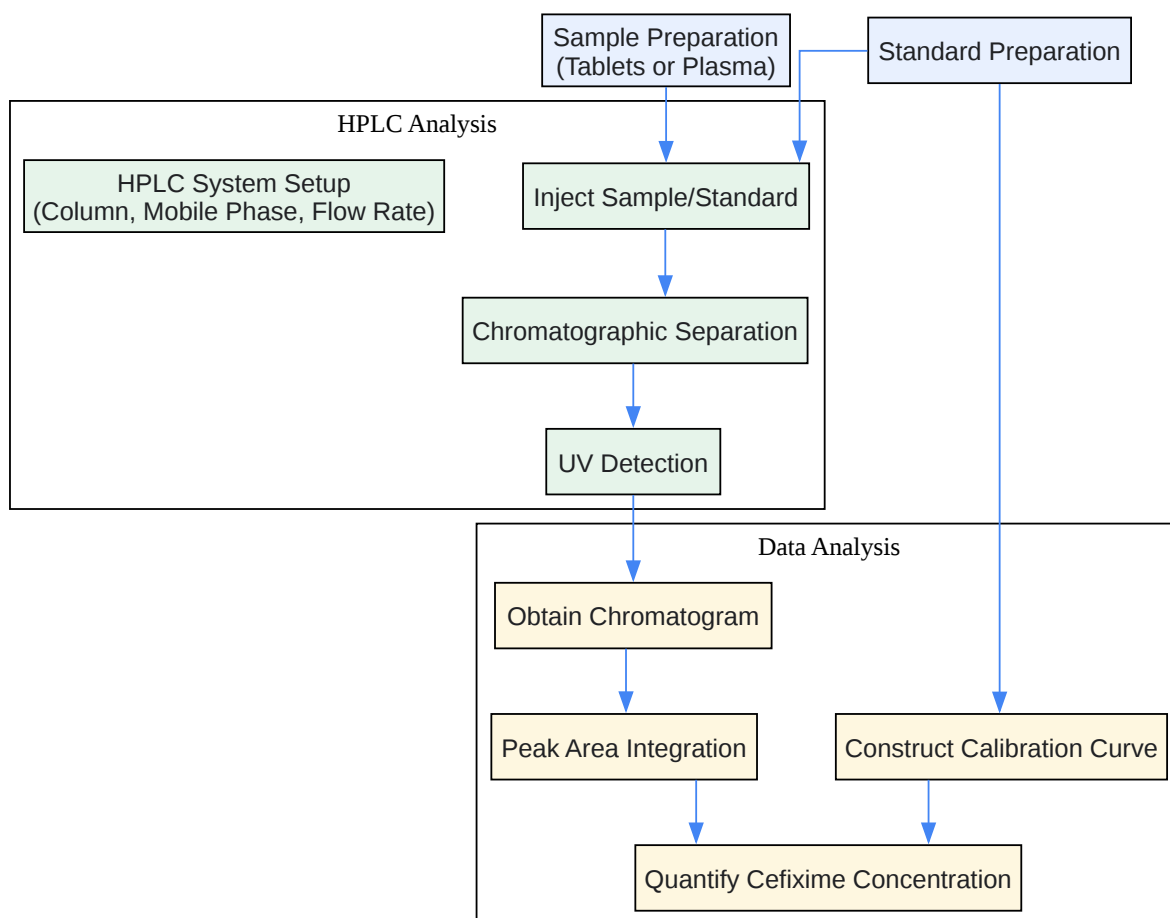 Sample Preparation
(Tablets or Plasma)
Standard Preparation
HPLC Analysis
HPLC System Setup
(Column, Mobile Phase, Flow Rate)
Inject Sample/Standard
Chromatographic Separation
UV Detection
Data Analysis
Obtain Chromatogram
Peak Area Integration
Construct Calibration Curve
Quantify Cefixime Concentration